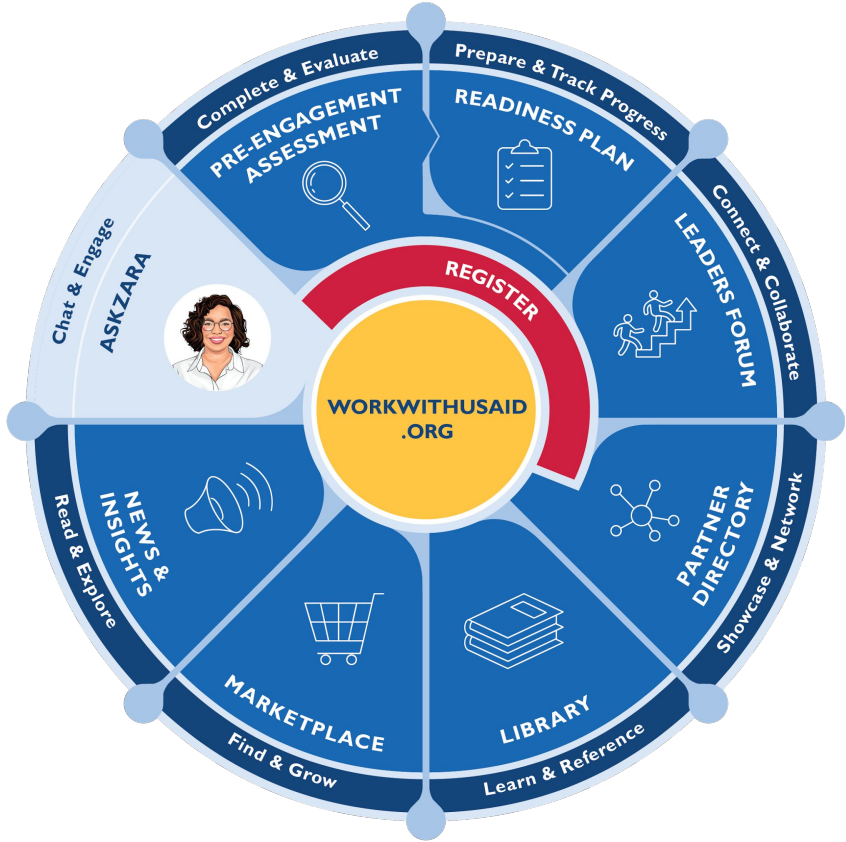 Complete & Evaluate
PRE-ENGAGEMENT
ASSESSMENT
Prepare & Track Progress
READINESS PLAN
Connect & Collaborate
LEADERS FORUM
Showcase & Network
PARTNER
DIRECTORY
Learn & Reference
LIBRARY
Find & Grow
MARKETPLACE
Read & Explore
NEWS &
INSIGHTS
Chat & Engage
ASKZARA
REGISTER
WORKWITHUSAID
.ORG